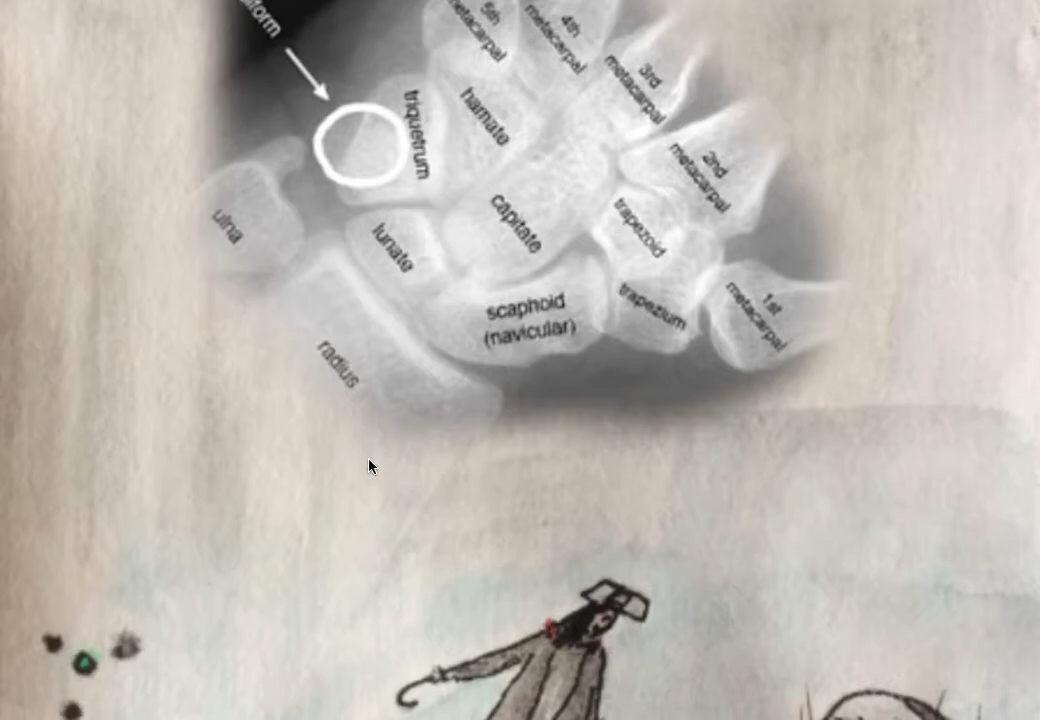 5th
metacarpal
4th
metacarpal
3rd
metacarpal
2nd
metacarpal
1st
metacarpal
triquetrum
hamate
capitate
trapezoid
trapezium
ulna
lunate
scaphoid
(navicular)
radius